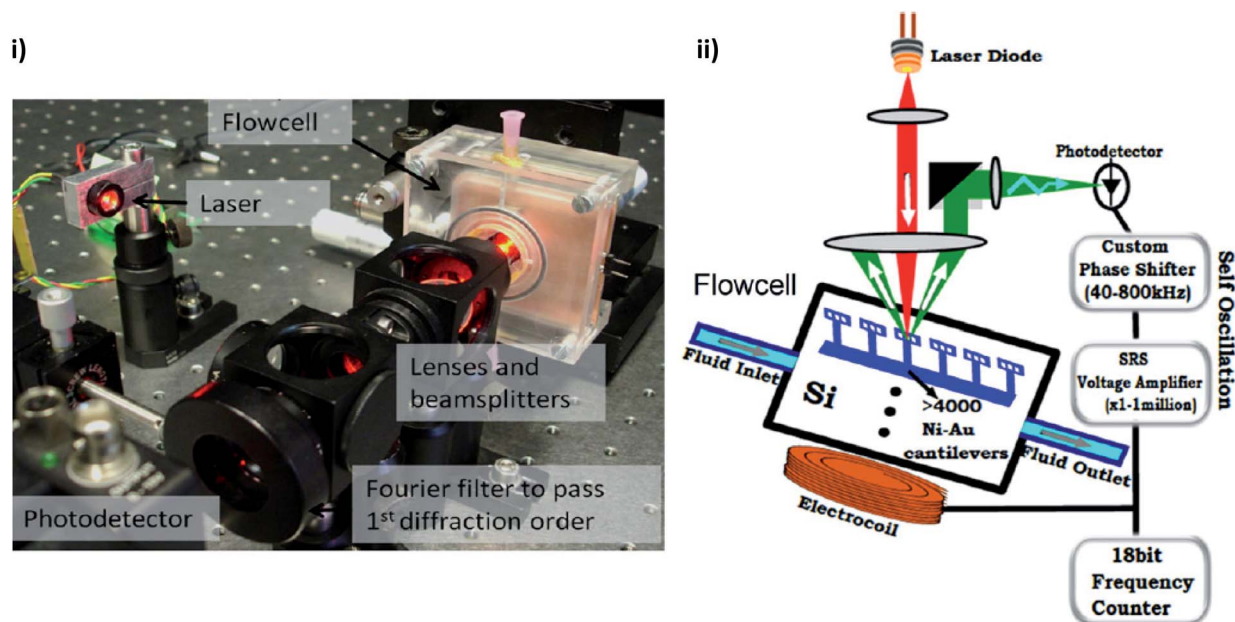 i)
Flowcell
Laser
Lenses and
beamsplitters
Fourier filter to pass
1st diffraction order
Photodetector
ii)
Laser Diode
Photodetector
Custom
Phase Shifter
(40-800kHz)
Self Oscillation
SRS
Voltage Amplifier
(x1-1million)
Flowcell
Fluid Inlet
Si
>4000
Ni-Au
cantilevers
Fluid Outlet
Electrocoil
18bit
Frequency
Counter